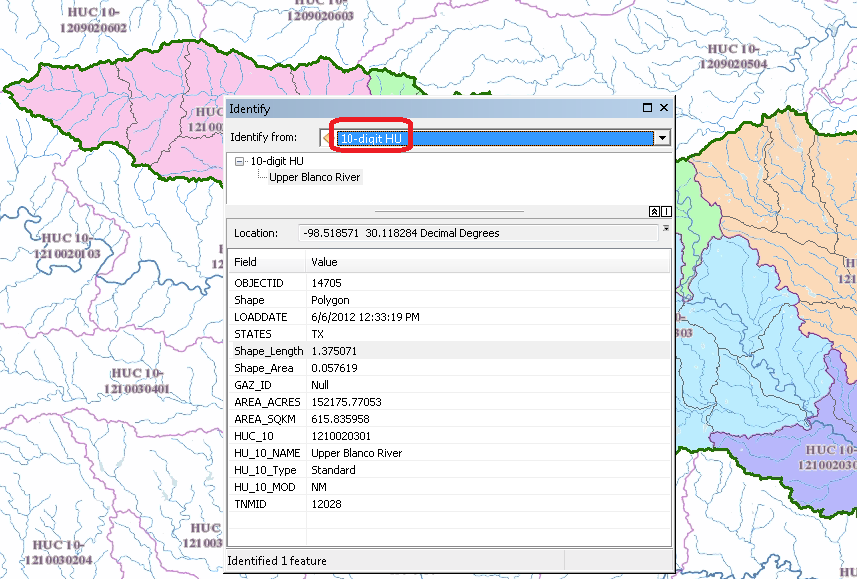 HUC 10-
1209020602
HUC 10-
1209020603
HUC 10-
1209020504
HUC
12100
HUC 10-
1210020103
HUC 10-
1210030401
HUC 10-
1210030204
HUC
121003
HUC 10-
121002030
Identify
Identify from:
10-digit HU
10-digit HU
Upper Blanco River
Location:
-98.518571 30.118284 Decimal Degrees
Field Value
OBJECTID 14705
Shape Polygon
LOADDATE 6/6/2012 12:33:19 PM
STATES TX
Shape_Length 1.375071
Shape_Area 0.057619
GAZ_ID Null
AREA_ACRES 152175.77053
AREA_SQKM 615.835958
HUC_10 1210020301
HU_10_NAME Upper Blanco River
HU_10_Type Standard
HU_10_MOD NM
TNMID 12028
Identified 1 feature